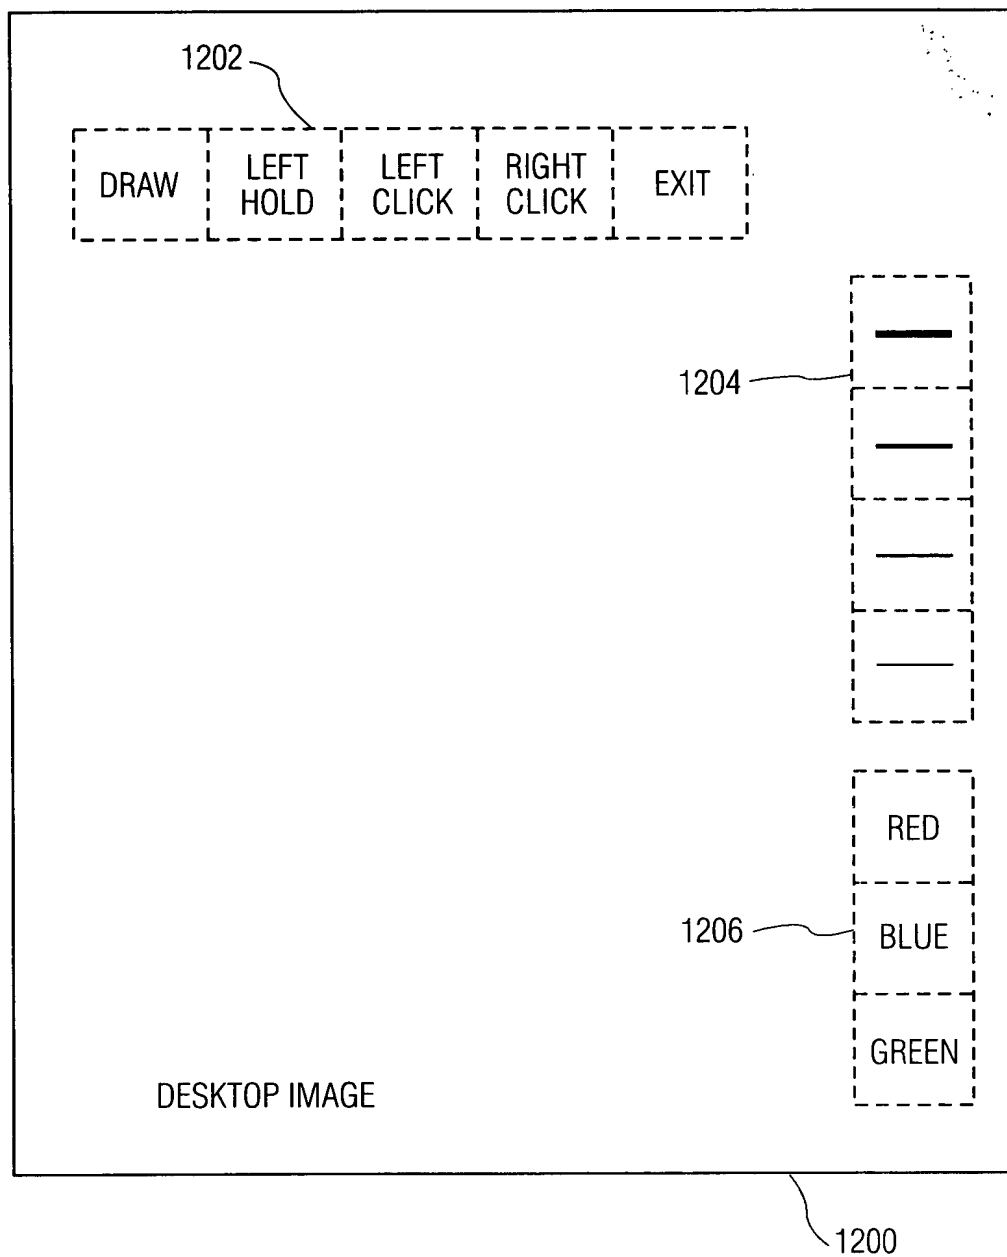 1202
DRAW
LEFT
HOLD
LEFT
CLICK
RIGHT
CLICK
EXIT
1204
RED
1206
BLUE
GREEN
DESKTOP IMAGE
1200